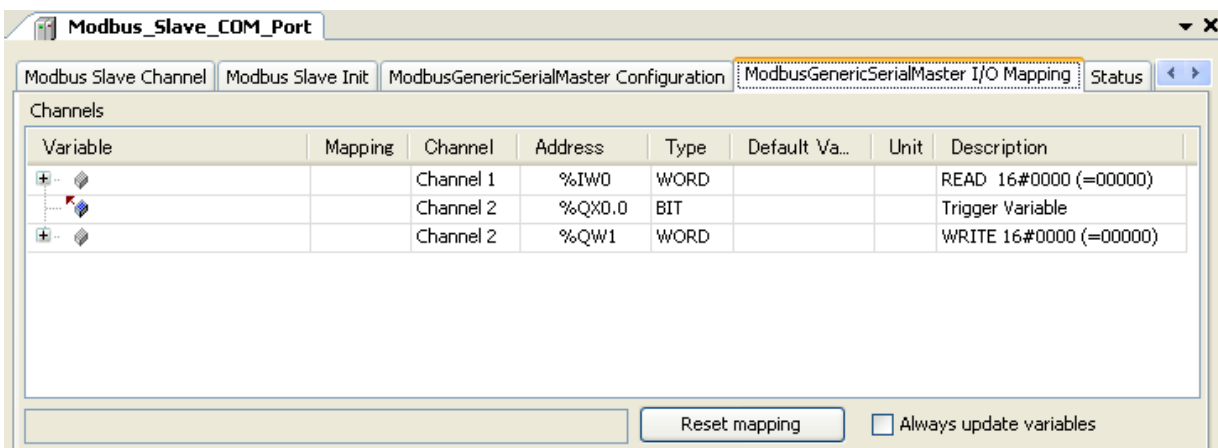 Modbus_Slave_COM_Port
Modbus Slave Channel Modbus Slave Init ModbusGenericSerialMaster Configuration ModbusGenericSerialMaster I/O Mapping Status
Channels
Variable Mapping Channel Address Type Default Va... Unit Description
Channel 1 %IW0 WORD READ 16#0000 (=00000)
Channel 2 %QX0.0 BIT Trigger Variable
Channel 2 %QW1 WORD WRITE 16#0000 (=00000)
Reset mapping Always update variables